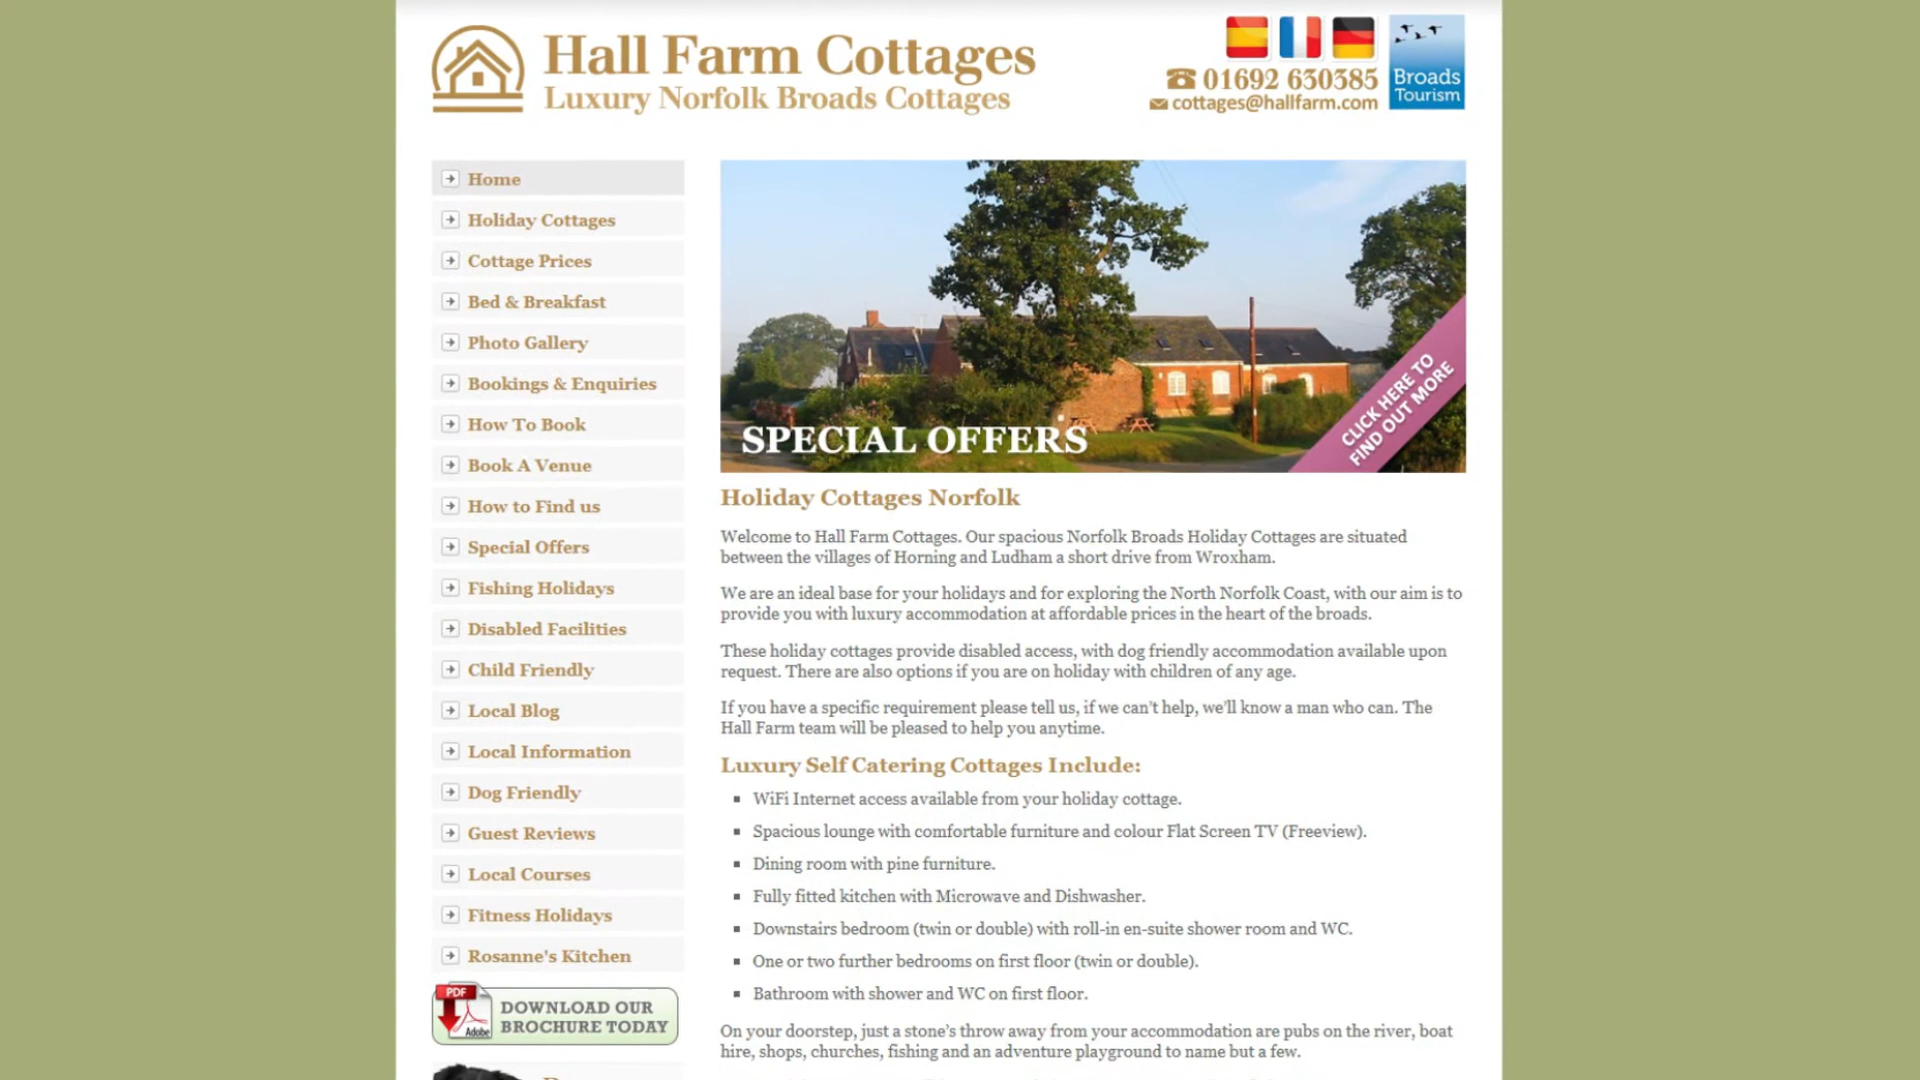 Hall Farm Cottages
Luxury Norfolk Broads Cottages
01692 630385
cottages@hallfarm.com
Broads
Tourism
Home
Holiday Cottages
Cottage Prices
Bed & Breakfast
Photo Gallery
Bookings & Enquiries
How To Book
Book A Venue
How to Find us
Special Offers
Fishing Holidays
Disabled Facilities
Child Friendly
Local Blog
Local Information
Dog Friendly
Guest Reviews
Local Courses
Fitness Holidays
Rosanne's Kitchen
PDF
Adobe
DOWNLOAD OUR
BROCHURE TODAY
SPECIAL OFFERS
CLICK HERE TO
FIND OUT MORE
Holiday Cottages Norfolk
Welcome to Hall Farm Cottages. Our spacious Norfolk Broads Holiday Cottages are situated
between the villages of Horning and Ludham a short drive from Wroxham.
We are an ideal base for your holidays and for exploring the North Norfolk Coast, with our aim is to
provide you with luxury accommodation at affordable prices in the heart of the broads.
These holiday cottages provide disabled access, with dog friendly accommodation available upon
request. There are also options if you are on holiday with children of any age.
If you have a specific requirement please tell us, if we can't help, we'll know a man who can. The
Hall Farm team will be pleased to help you anytime.
Luxury Self Catering Cottages Include:
WiFi Internet access available from your holiday cottage.
Spacious lounge with comfortable furniture and colour Flat Screen TV (Freeview).
Dining room with pine furniture.
Fully fitted kitchen with Microwave and Dishwasher.
Downstairs bedroom (twin or double) with roll-in en-suite shower room and WC.
One or two further bedrooms on first floor (twin or double).
Bathroom with shower and WC on first floor.
On your doorstep, just a stone's throw away from your accommodation are pubs on the river, boat
hire, shops, churches, fishing and an adventure playground to name but a few.